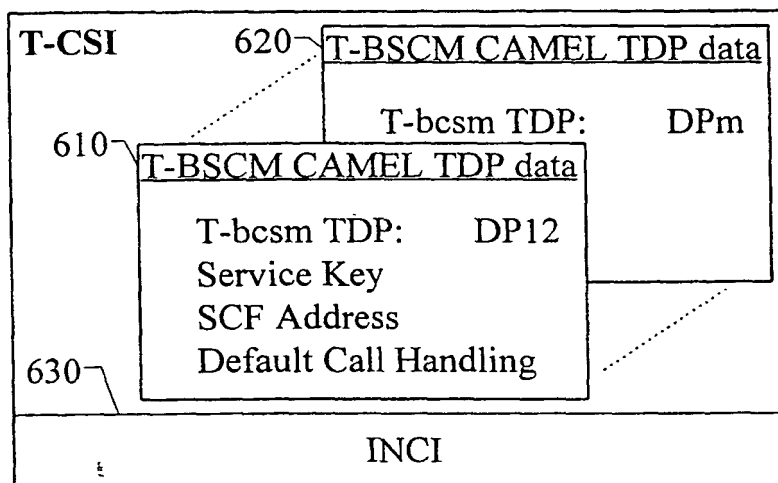 T-CSI
620
T-BSCM CAMEL TDP data
T-bcsm TDP: DPm
610
T-BSCM CAMEL TDP data
T-bcsm TDP: DP12
Service Key
SCF Address
Default Call Handling
630
INCI